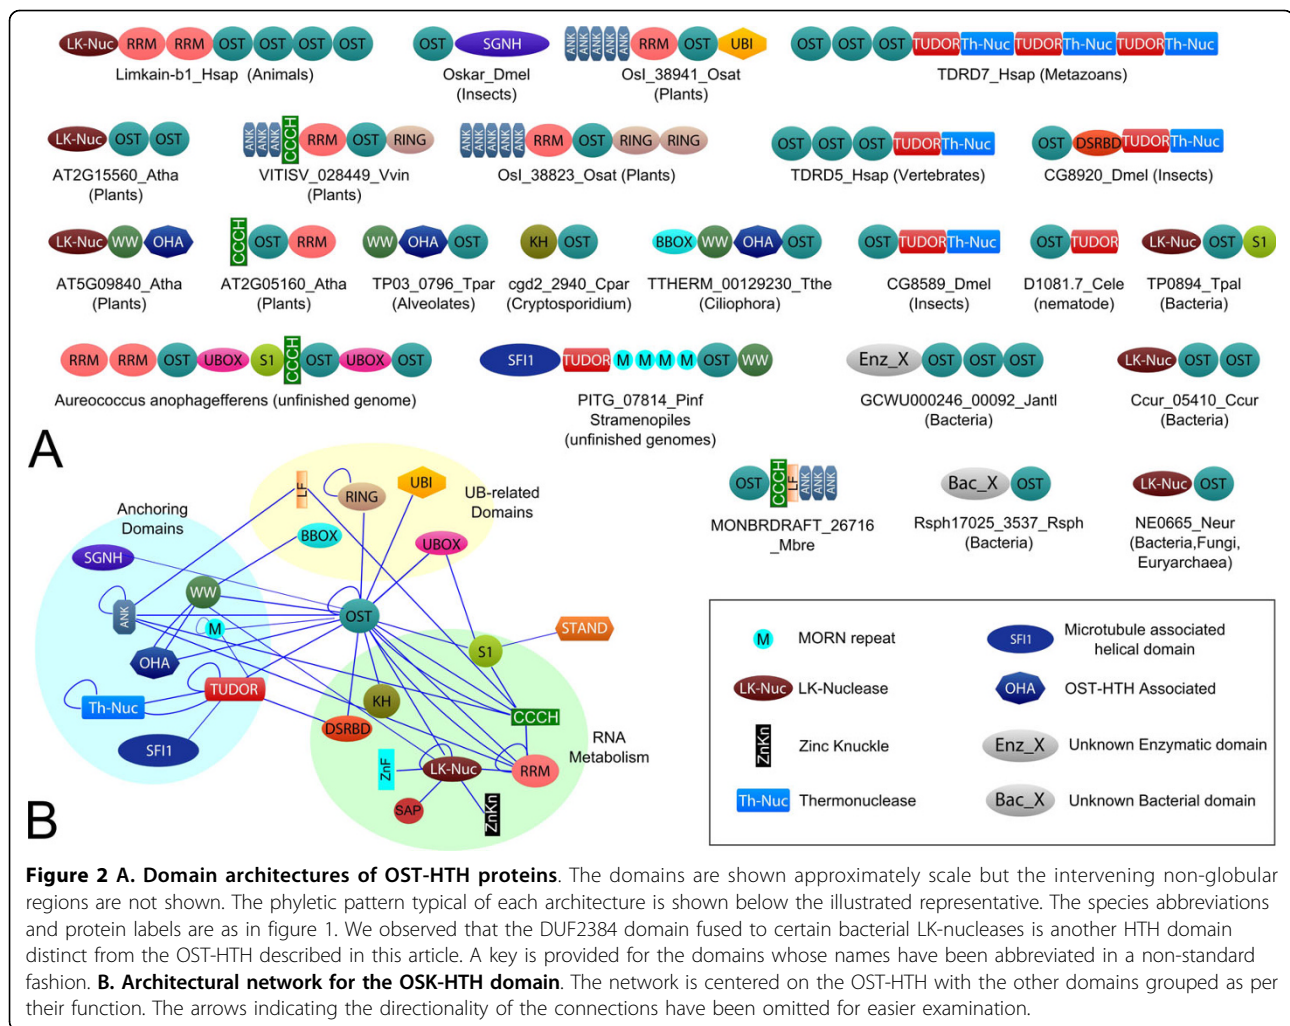 LK-Nuc RRM RRM OST OST OST OST
Limkain-b1_Hsap (Animals)
OST SGNH
Oskar_Dmel
(Insects)
ANK ANK ANK ANK ANK RRM OST UBI
OsI_38941_Osat
(Plants)
OST OST OST TUDOR Th-Nuc TUDOR Th-Nuc TUDOR Th-Nuc
TDRD7_Hsap (Metazoans)
LK-Nuc OST OST
AT2G15560_Atha
(Plants)
ANK ANK ANK CCCH RRM OST RING
VITISV_028449_Vvin
(Plants)
ANK ANK ANK ANK ANK RRM OST RING RING
OsI_38823_Osat (Plants)
OST OST OST TUDOR Th-Nuc
TDRD5_Hsap (Vertebrates)
OST DSRBD TUDOR Th-Nuc
CG8920_Dmel (Insects)
LK-Nuc WW OHA
AT5G09840_Atha
(Plants)
CCCH OST RRM
AT2G05160_Atha
(Plants)
WW OHA OST
TP03_0796_Tpar
(Alveolates)
KH OST
cgd2_2940_Cpar
(Cryptosporidium)
BBOX WW OHA OST
TTHERM_00129230_Tthe
(Ciliophora)
OST TUDOR Th-Nuc
CG8589_Dmel
(Insects)
OST TUDOR
D1081.7_Cele
(nematode)
LK-Nuc OST S1
TP0894_Tpal
(Bacteria)
RRM RRM OST UBOX S1 CCCH OST UBOX OST
Aureococcus anophagefferens (unfinished genome)
SFI1 TUDOR M M M M OST WW
PITG_07814_Pinf
Stramenopiles
(unfinished genomes)
Enz_X OST OST OST
GCWU000246_00092_Jantl
(Bacteria)
LK-Nuc OST OST
Ccur_05410_Ccur
(Bacteria)
A
OST CCCH LF ANK ANK ANK
MONBRDRAFT_26716
_Mbre
Bac_X OST
Rsph17025_3537_Rsph
(Bacteria)
LK-Nuc OST
NE0665_Neur
(Bacteria,Fungi,
Euryarchaea)
Anchoring
Domains
UB-related
Domains
RNA
Metabolism
LF
RING
UBI
BBOX
UBOX
SGNH
WW
ANK
M
OST
OHA
S1
STAND
TUDOR
Th-Nuc
SFI1
KH
DSRBD
CCCH
ZnF
LK-Nuc
RRM
SAP
ZnKn
B
M MORN repeat
LK-Nuc LK-Nuclease
ZnKn Zinc Knuckle
Th-Nuc Thermonuclease
SFI1 Microtubule associated
helical domain
OHA OST-HTH Associated
Enz_X Unknown Enzymatic domain
Bac_X Unknown Bacterial domain
Figure 2 A. Domain architectures of OST-HTH proteins. The domains are shown approximately scale but the intervening non-globular
regions are not shown. The phyletic pattern typical of each architecture is shown below the illustrated representative. The species abbreviations
and protein labels are as in figure 1. We observed that the DUF2384 domain fused to certain bacterial LK-nucleases is another HTH domain
distinct from the OST-HTH described in this article. A key is provided for the domains whose names have been abbreviated in a non-standard
fashion. B. Architectural network for the OSK-HTH domain. The network is centered on the OST-HTH with the other domains grouped as per
their function. The arrows indicating the directionality of the connections have been omitted for easier examination.